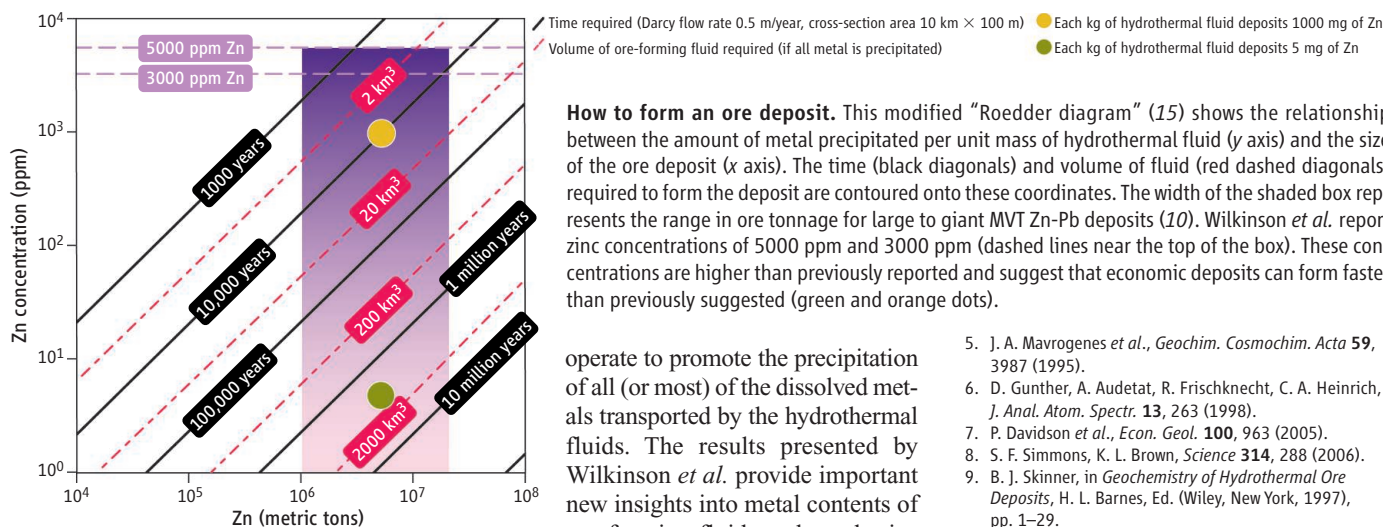 10⁴
10³
10²
10¹
10⁰
Zn concentration (ppm)
5000 ppm Zn
3000 ppm Zn
2 km³
20 km³
200 km³
2000 km³
1000 years
10,000 years
100,000 years
1 million years
10 million years
10⁴ 10⁵ 10⁶ 10⁷ 10⁸
Zn (metric tons)
Time required (Darcy flow rate 0.5 m/year, cross-section area 10 km × 100 m)
Volume of ore-forming fluid required (if all metal is precipitated)
Each kg of hydrothermal fluid deposits 1000 mg of Zn
Each kg of hydrothermal fluid deposits 5 mg of Zn
How to form an ore deposit. This modified “Roedder diagram” (15) shows the relationship
between the amount of metal precipitated per unit mass of hydrothermal fluid (y axis) and the size
of the ore deposit (x axis). The time (black diagonals) and volume of fluid (red dashed diagonals)
required to form the deposit are contoured onto these coordinates. The width of the shaded box rep-
resents the range in ore tonnage for large to giant MVT Zn-Pb deposits (10). Wilkinson et al. report
zinc concentrations of 5000 ppm and 3000 ppm (dashed lines near the top of the box). These con-
centrations are higher than previously reported and suggest that economic deposits can form faster
than previously suggested (green and orange dots).
operate to promote the precipitation
of all (or most) of the dissolved met-
als transported by the hydrothermal
fluids. The results presented by
Wilkinson et al. provide important
new insights into metal contents of
5. J. A. Mavrogenes et al., Geochim. Cosmochim. Acta 59,
3987 (1995).
6. D. Gunther, A. Audetat, R. Frischknecht, C. A. Heinrich,
J. Anal. Atom. Spectr. 13, 263 (1998).
7. P. Davidson et al., Econ. Geol. 100, 963 (2005).
8. S. F. Simmons, K. L. Brown, Science 314, 288 (2006).
9. B. J. Skinner, in Geochemistry of Hydrothermal Ore
Deposits, H. L. Barnes, Ed. (Wiley, New York, 1997),
pp. 1–29.